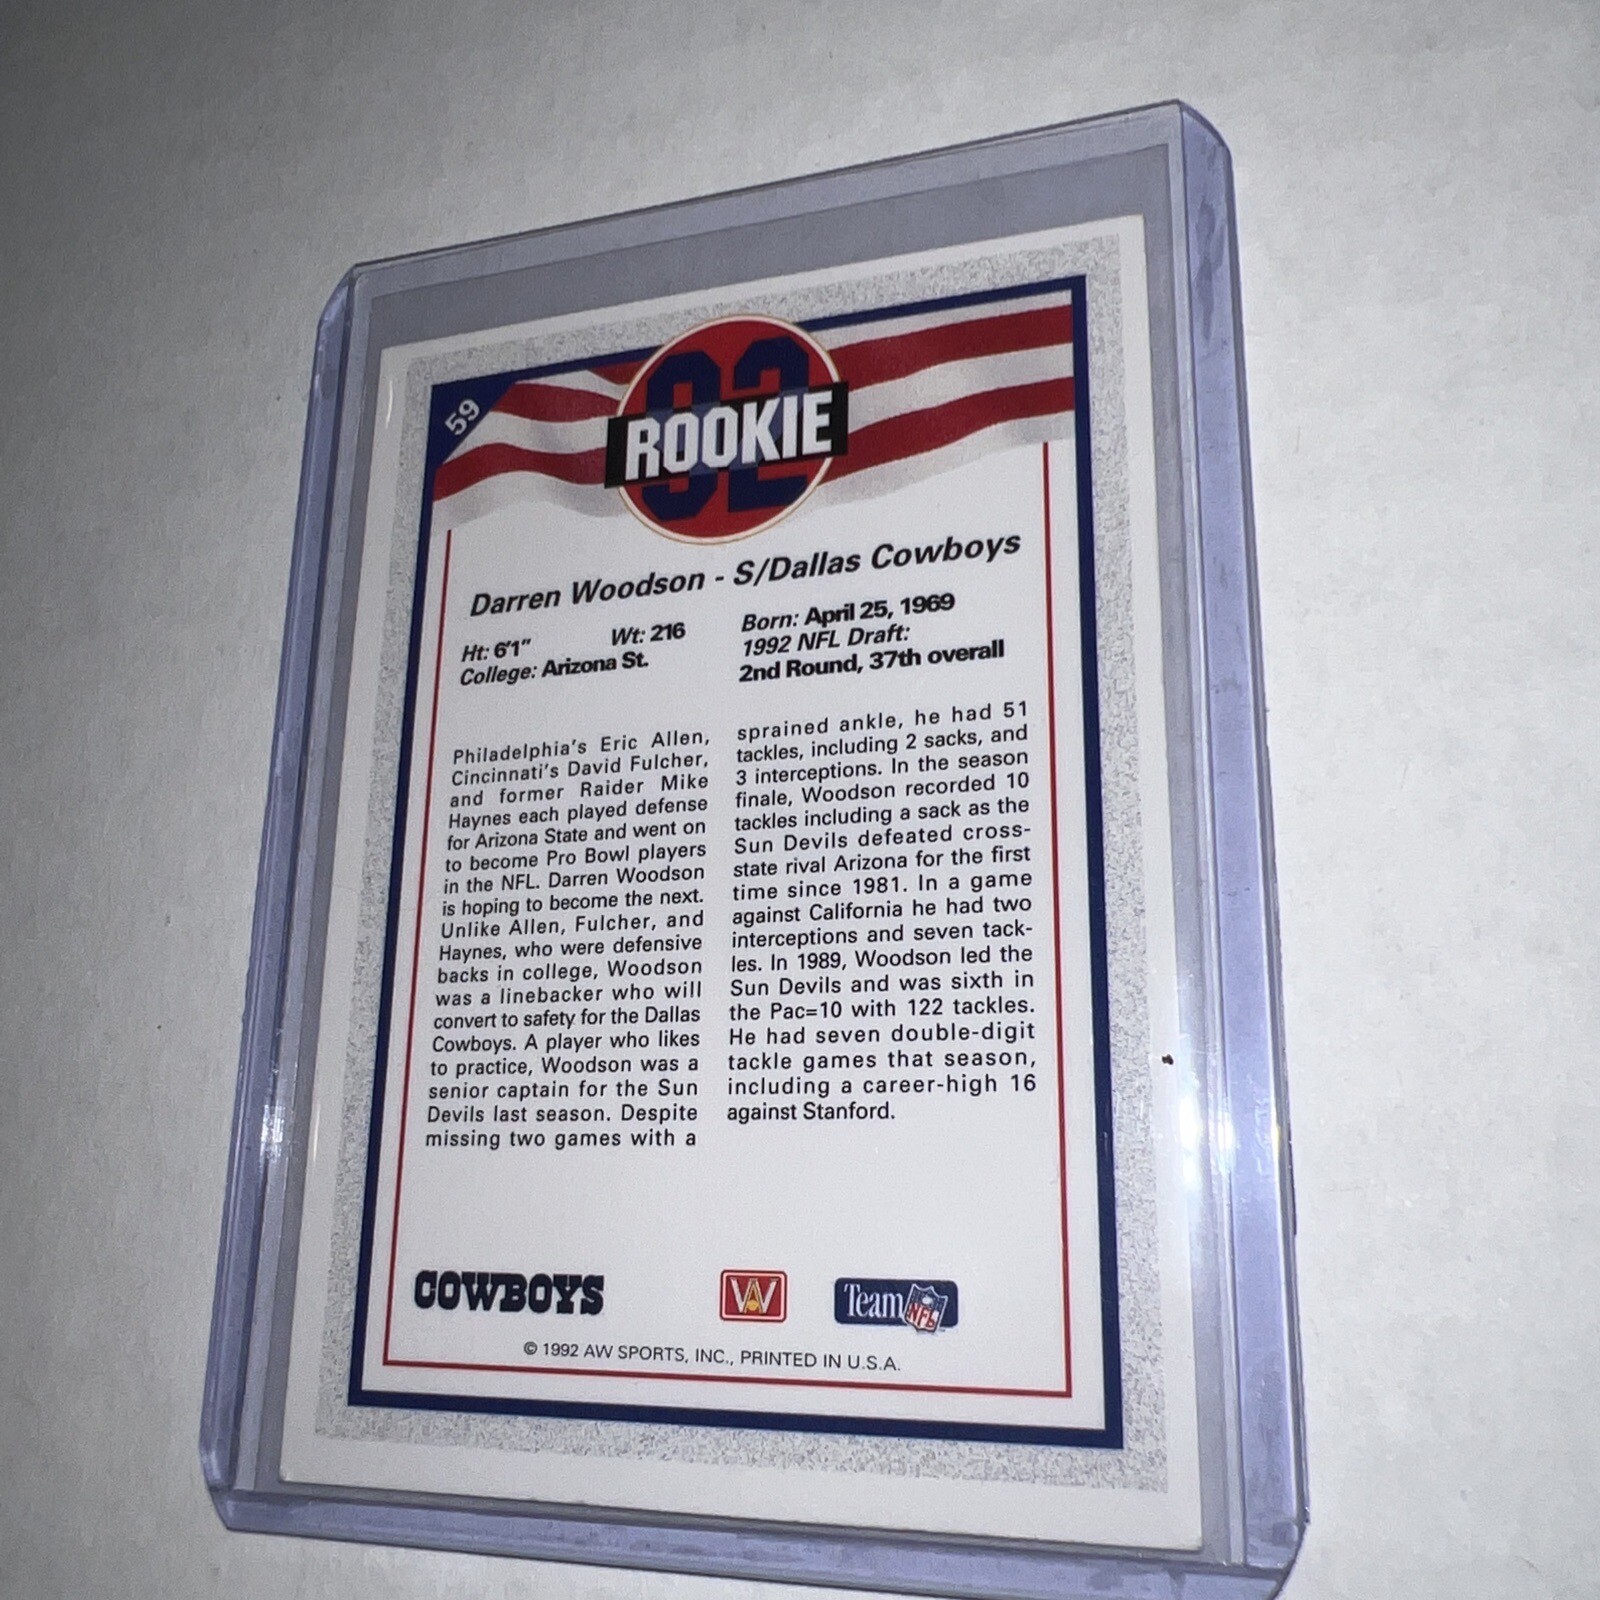 59
92
ROOKIE
Darren Woodson - S/Dallas Cowboys
Ht: 6'1" Wt: 216
College: Arizona St.
Born: April 25, 1969
1992 NFL Draft:
2nd Round, 37th overall
Philadelphia's Eric Allen,
Cincinnati's David Fulcher,
and former Raider Mike
Haynes each played defense
for Arizona State and went on
to become Pro Bowl players
in the NFL. Darren Woodson
is hoping to become the next.
Unlike Allen, Fulcher, and
Haynes, who were defensive
backs in college, Woodson
was a linebacker who will
convert to safety for the Dallas
Cowboys. A player who likes
to practice, Woodson was a
senior captain for the Sun
Devils last season. Despite
missing two games with a
sprained ankle, he had 51
tackles, including 2 sacks, and
3 interceptions. In the season
finale, Woodson recorded 10
tackles including a sack as the
Sun Devils defeated cross-
state rival Arizona for the first
time since 1981. In a game
against California he had two
interceptions and seven tack-
les. In 1989, Woodson led the
Sun Devils and was sixth in
the Pac=10 with 122 tackles.
He had seven double-digit
tackle games that season,
including a career-high 16
against Stanford.
COWBOYS
AW
Team NFL
© 1992 AW SPORTS, INC., PRINTED IN U.S.A.